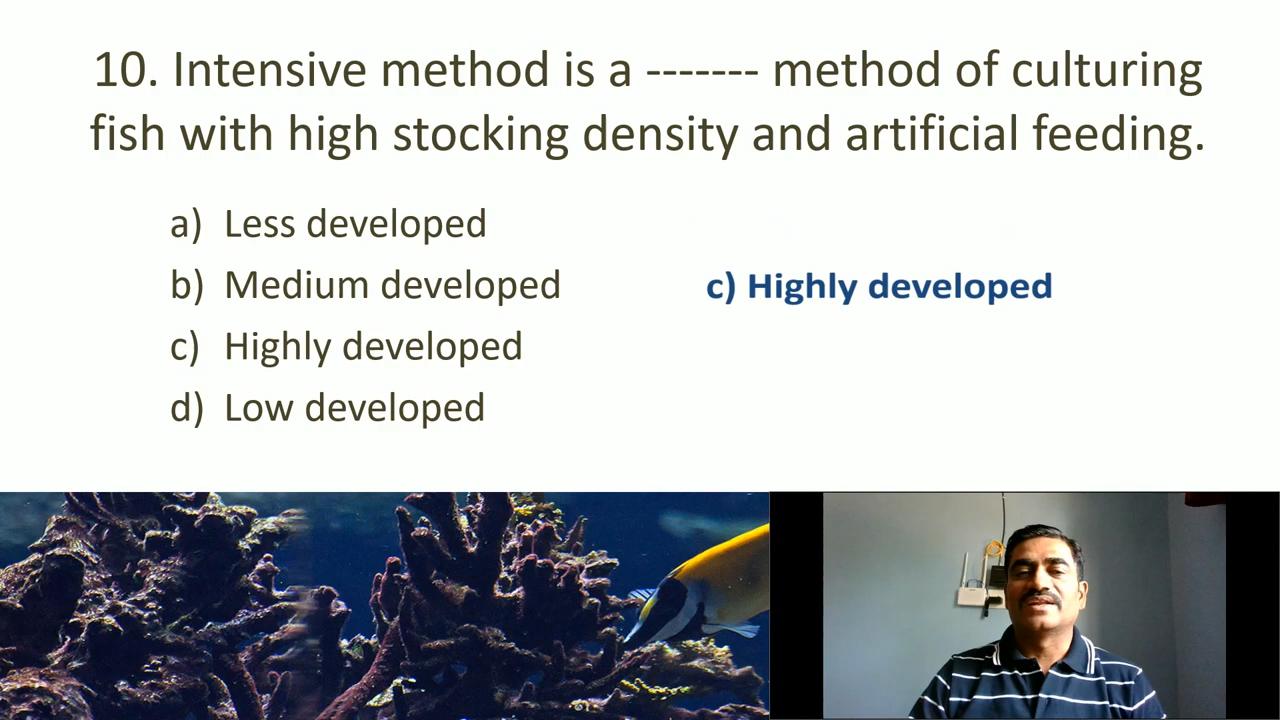 10. Intensive method is a ------- method of culturing
fish with high stocking density and artificial feeding.
a) Less developed
b) Medium developed
c) Highly developed
d) Low developed
c) Highly developed